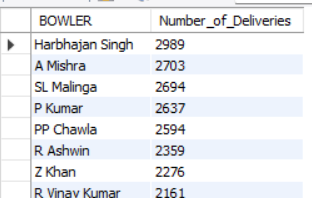 BOWLER Number_of_Deliveries
Harbhajan Singh 2989
A Mishra 2703
SL Malinga 2694
P Kumar 2637
PP Chawla 2594
R Ashwin 2359
Z Khan 2276
R Vinay Kumar 2161